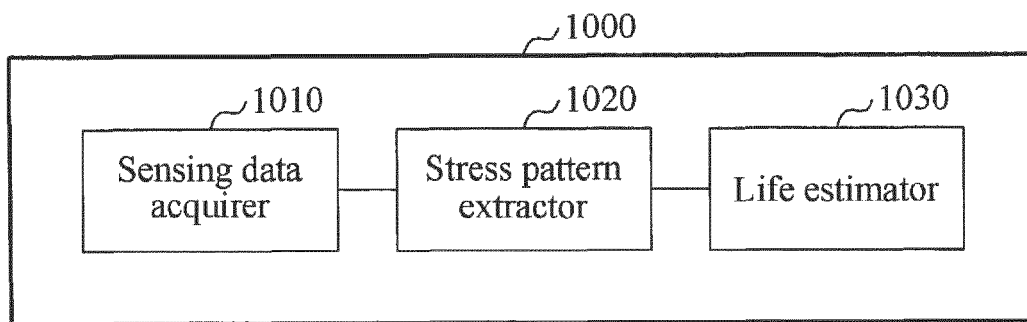 1000
1010
1020
1030
Sensing data
acquirer
Stress pattern
extractor
Life estimator